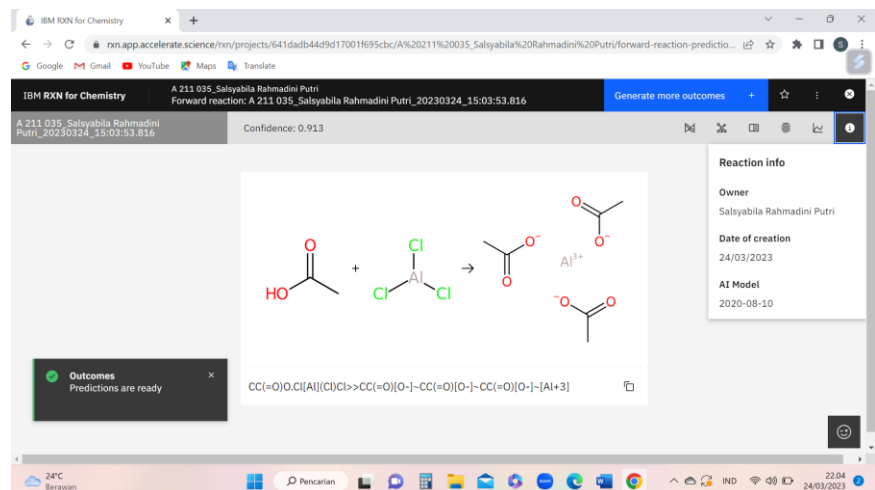 IBM RXN for Chemistry
rxn.app.accelerate.science/rxn/projects/641dadb44d9d17001f695cbc/A%20211%20035_Salsyabila%20Rahmadini%20Putri/forward-reaction-predictio...
Google Gmail YouTube Maps Translate
IBM RXN for Chemistry
A 211 035_Salsyabila Rahmadini Putri
Forward reaction: A 211 035_Salsyabila Rahmadini Putri_20230324_15:03:53.816
Generate more outcomes
A 211 035_Salsyabila Rahmadini
Putri_20230324_15:03:53.816
Confidence: 0.913
Reaction info
Owner
Salsyabila Rahmadini Putri
Date of creation
24/03/2023
AI Model
2020-08-10
O
HO
+
Cl
Al
Cl
Cl
→
O⁻
O
O
O⁻
Al³⁺
⁻O
O
CC(=O)O.Cl[Al](Cl)Cl>>CC(=O)[O-]~CC(=O)[O-]~CC(=O)[O-]~[Al+3]
Outcomes
Predictions are ready
24°C
Berawan
Pencarian
IND
22.04
24/03/2023
2